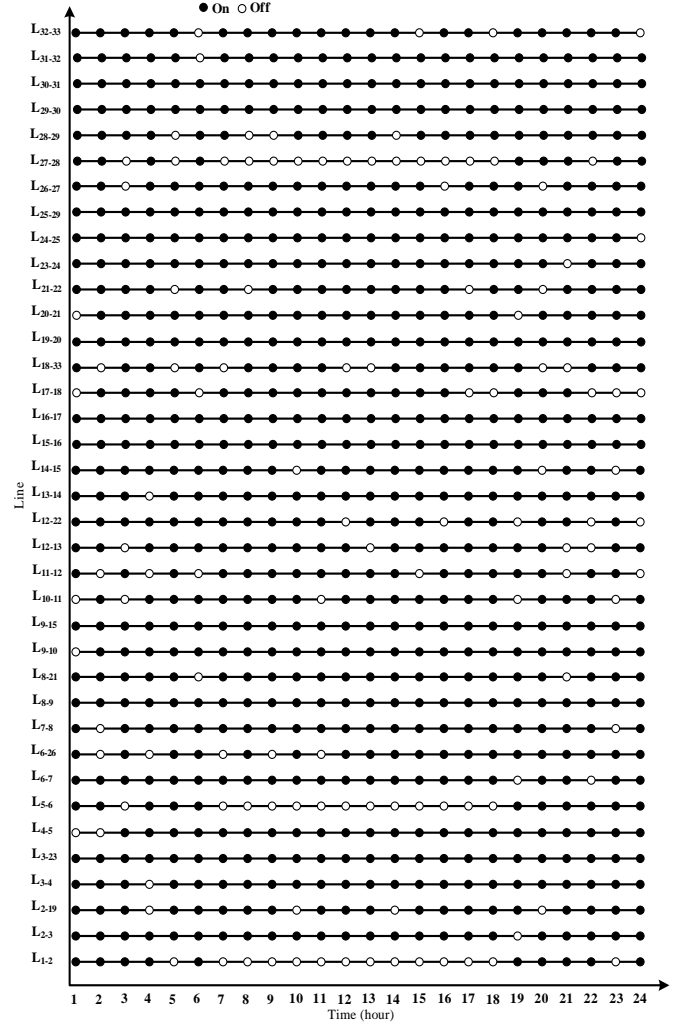 On Off
L32-33
L31-32
L30-31
L29-30
L28-29
L27-28
L26-27
L25-29
L24-25
L23-24
L21-22
L20-21
L19-20
L18-33
L17-18
L16-17
L15-16
L14-15
L13-14
L12-22
L12-13
L11-12
L10-11
L9-15
L9-10
L8-21
L8-9
L7-8
L6-26
L6-7
L5-6
L4-5
L3-23
L3-4
L2-19
L2-3
L1-2
Line
1 2 3 4 5 6 7 8 9 10 11 12 13 14 15 16 17 18 19 20 21 22 23 24
Time (hour)